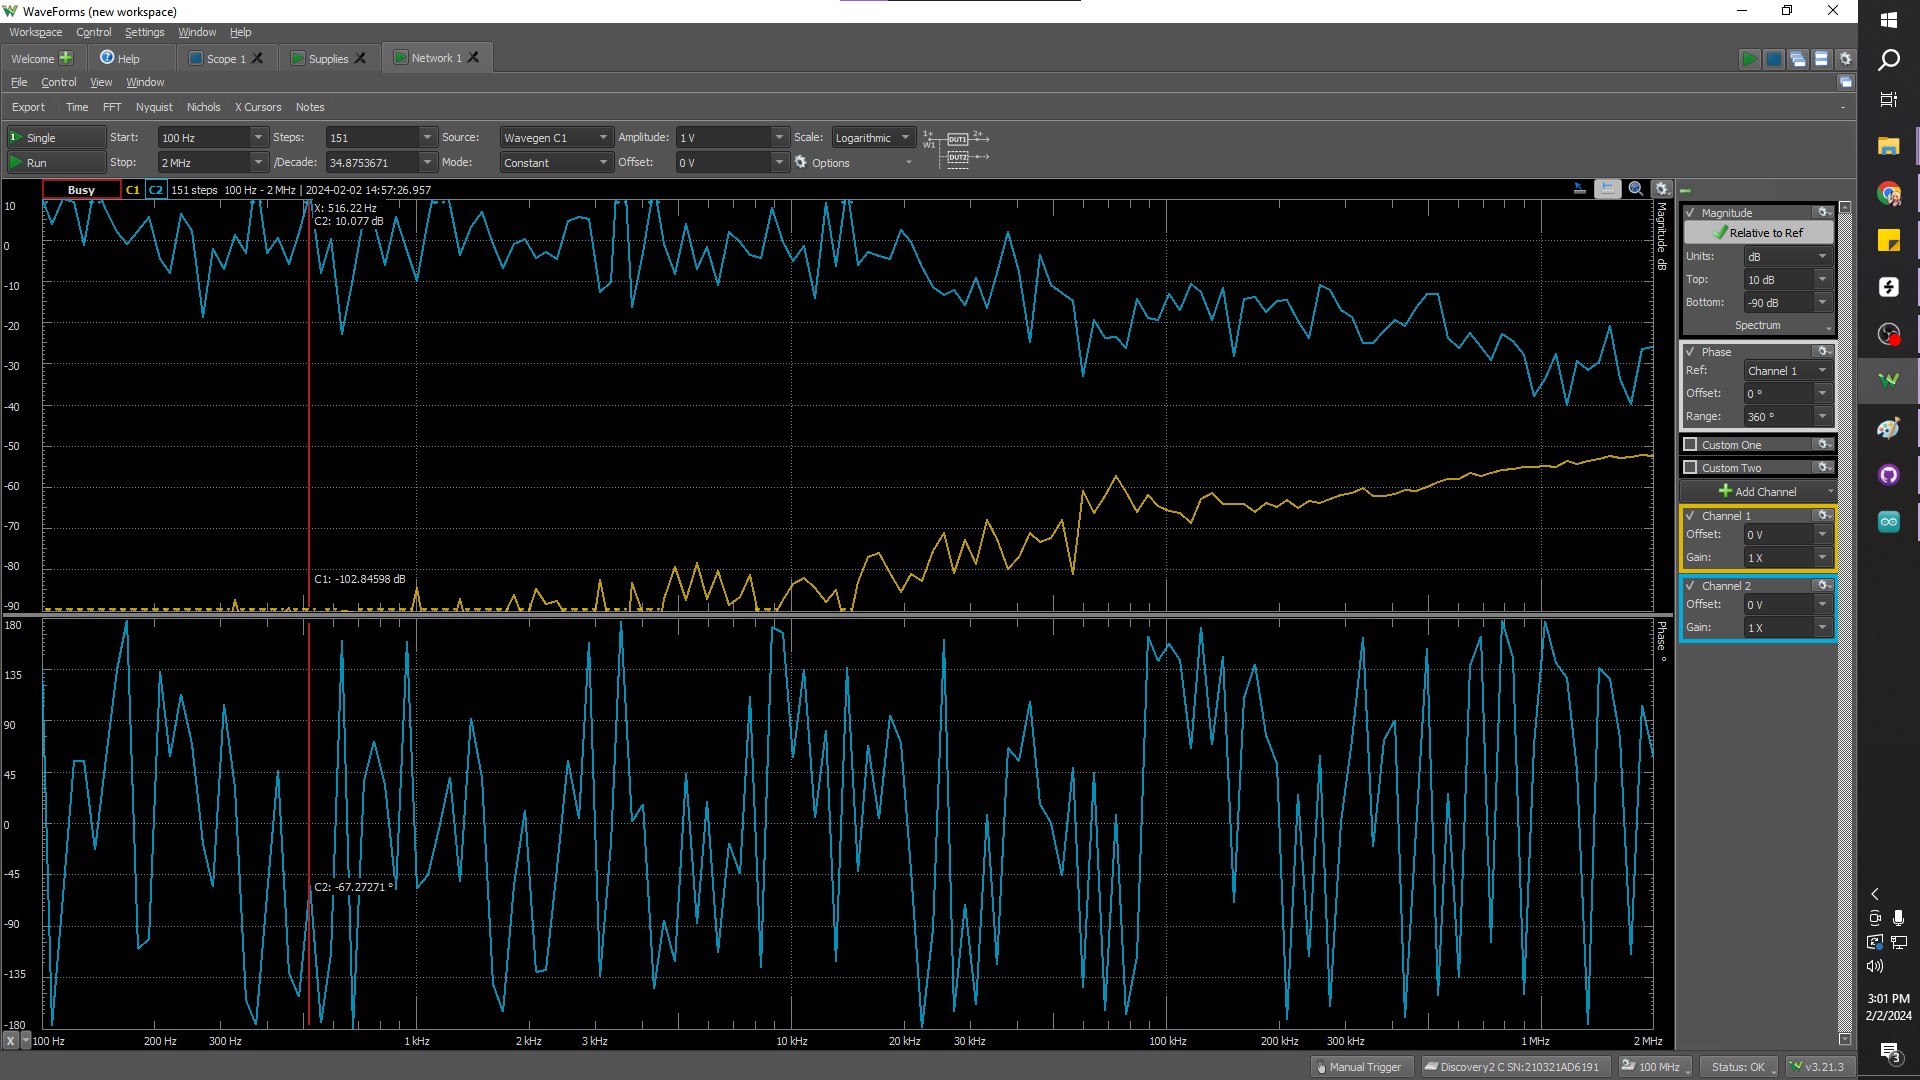 WaveForms (new workspace)
Workspace Control Settings Window Help
Welcome Help Scope 1 Supplies Network 1
File Control View Window
Export Time FFT Nyquist Nichols X Cursors Notes
1 Single Start: 100 Hz Steps: 151 Source: Wavegen C1 Amplitude: 1 V Scale: Logarithmic 1+ W1 DUT1 2+ DUT2
Run Stop: 2 MHz /Decade: 34.8753671 Mode: Constant Offset: 0 V Options
Busy C1 C2 151 steps 100 Hz - 2 MHz | 2024-02-02 14:57:26.957
X: 516.22 Hz
C2: 10.077 dB
10
0
-10
-20
-30
-40
-50
-60
-70
-80
-90
C1: -102.84598 dB
Magnitude dB
180
135
90
45
0
-45
-90
-135
-180
C2: -67.27271 °
Phase °
X 100 Hz 200 Hz 300 Hz 1 kHz 2 kHz 3 kHz 10 kHz 20 kHz 30 kHz 100 kHz 200 kHz 300 kHz 1 MHz 2 MHz
Magnitude
Relative to Ref
Units: dB
Top: 10 dB
Bottom: -90 dB
Spectrum
Phase
Ref: Channel 1
Offset: 0 °
Range: 360 °
Custom One
Custom Two
Add Channel
Channel 1
Offset: 0 V
Gain: 1 X
Channel 2
Offset: 0 V
Gain: 1 X
Manual Trigger Discovery2 C SN:210321AD6191 100 MHz Status: OK v3.21.3
3:01 PM
2/2/2024
3